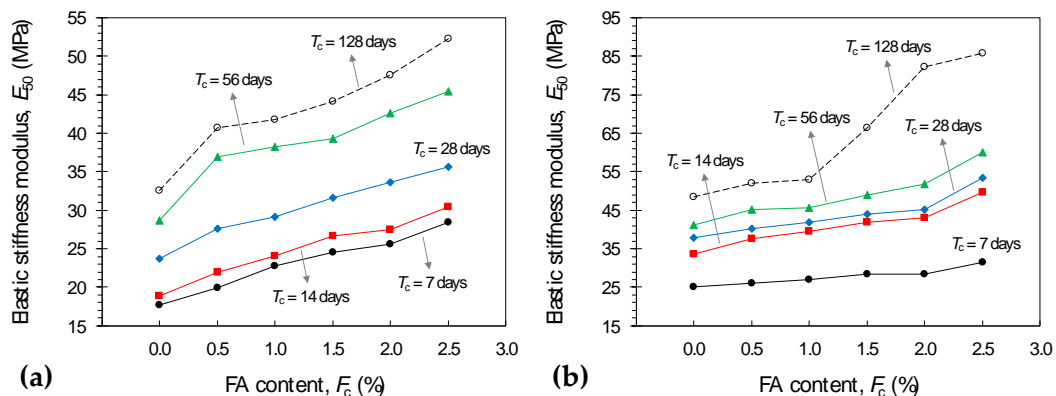 Bastic stiffness modulus, E50 (MPa)
55
50
45
40
35
30
25
20
15
0.0 0.5 1.0 1.5 2.0 2.5 3.0
FA content, Fc (%)
Tc = 128 days
Tc = 56 days
Tc = 28 days
Tc = 14 days
Tc = 7 days
(a)
Bastic stiffness modulus, E50 (MPa)
95
85
75
65
55
45
35
25
15
0.0 0.5 1.0 1.5 2.0 2.5 3.0
FA content, Fc (%)
Tc = 128 days
Tc = 56 days
Tc = 28 days
Tc = 14 days
Tc = 7 days
(b)